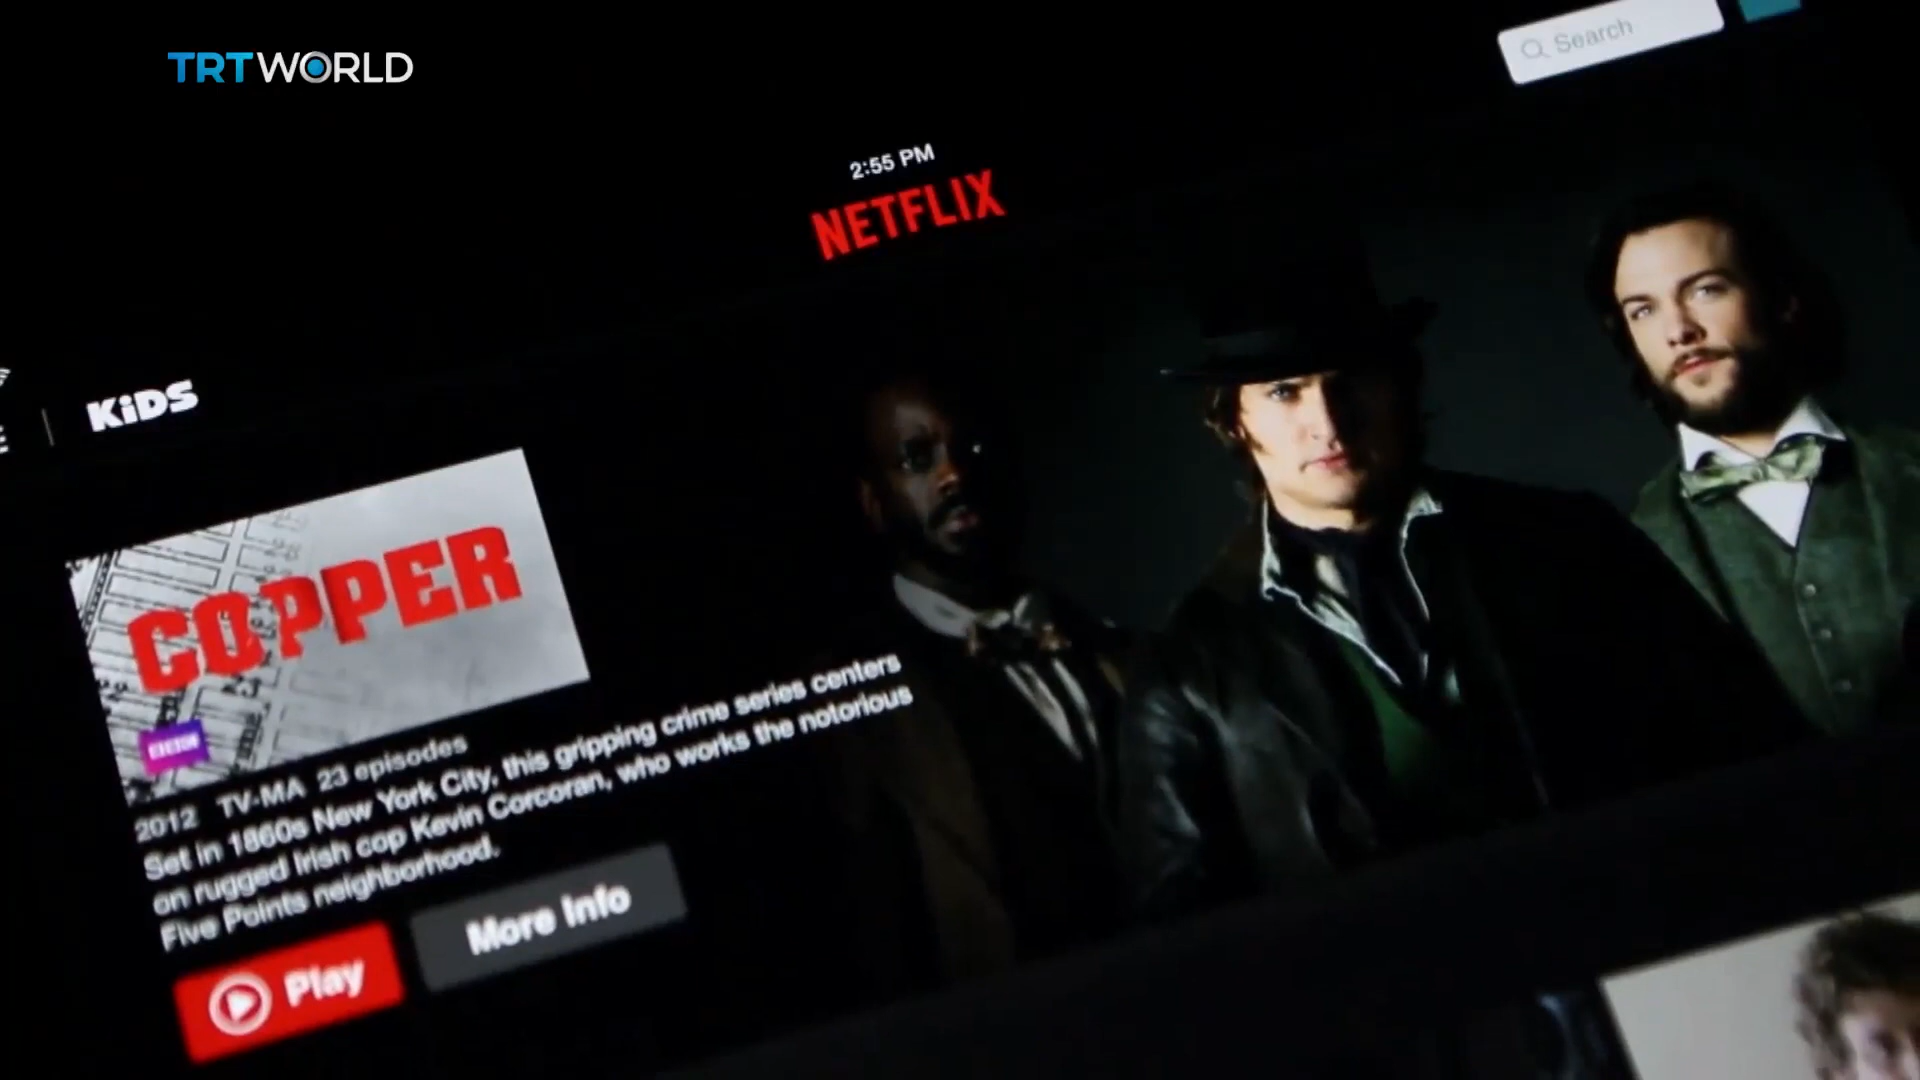 TRT WORLD
Search
2:55 PM
NETFLIX
KiDS
COPPER
BBC
2012 TV-MA 23 episodes
Set in 1860s New York City, this gripping crime series centers
on rugged Irish cop Kevin Corcoran, who works the notorious
Five Points neighborhood.
Play
More Info